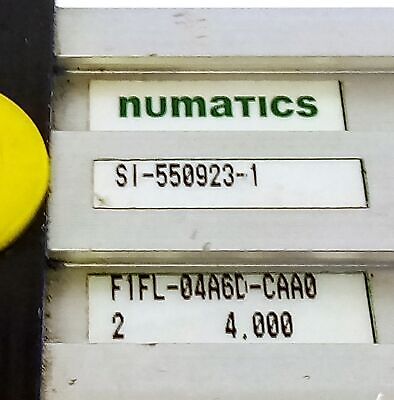 numatics
SI-550923-1
F1FL-04A6D-CAA0
2 4.000